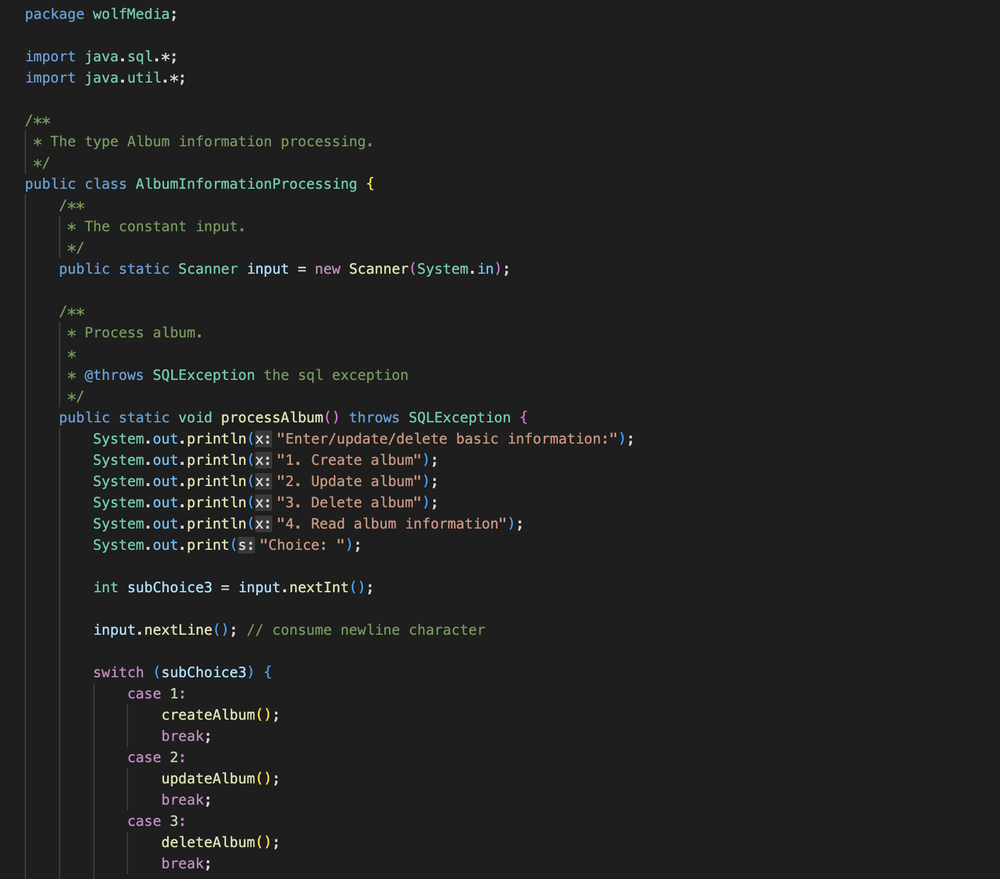 package wolfMedia;

import java.sql.*;
import java.util.*;

/**
 * The type Album information processing.
 */
public class AlbumInformationProcessing {
    /**
     * The constant input.
     */
    public static Scanner input = new Scanner(System.in);

    /**
     * Process album.
     *
     * @throws SQLException the sql exception
     */
    public static void processAlbum() throws SQLException {
        System.out.println(x: "Enter/update/delete basic information:");
        System.out.println(x: "1. Create album");
        System.out.println(x: "2. Update album");
        System.out.println(x: "3. Delete album");
        System.out.println(x: "4. Read album information");
        System.out.print(s: "Choice: ");

        int subChoice3 = input.nextInt();

        input.nextLine(); // consume newline character

        switch (subChoice3) {
            case 1:
                createAlbum();
                break;
            case 2:
                updateAlbum();
                break;
            case 3:
                deleteAlbum();
                break;